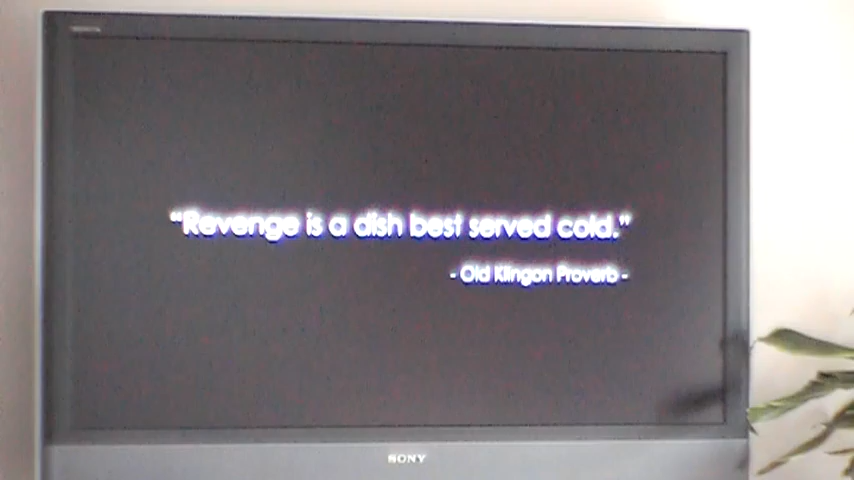 "Revenge is a dish best served cold."
- Old Klingon Proverb -
SONY